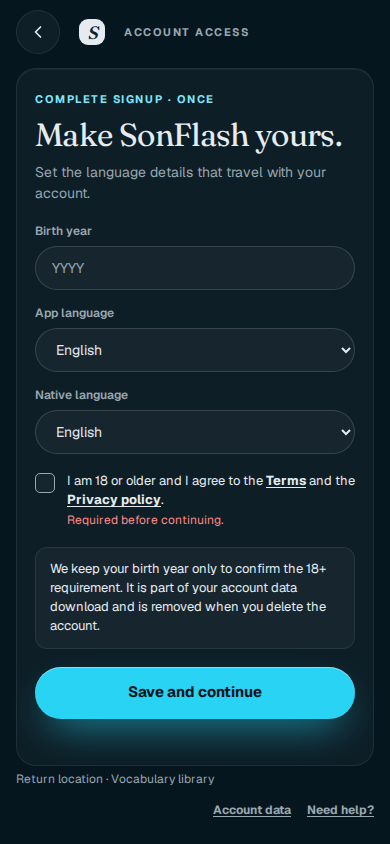 S
ACCOUNT ACCESS
COMPLETE SIGNUP · ONCE
Make SonFlash yours.
Set the language details that travel with your
account.
Birth year
YYYY
App language
English
Native language
English
I am 18 or older and I agree to the Terms and the
Privacy policy.
Required before continuing.
We keep your birth year only to confirm the 18+
requirement. It is part of your account data
download and is removed when you delete the
account.
Save and continue
Return location · Vocabulary library
Account data Need help?